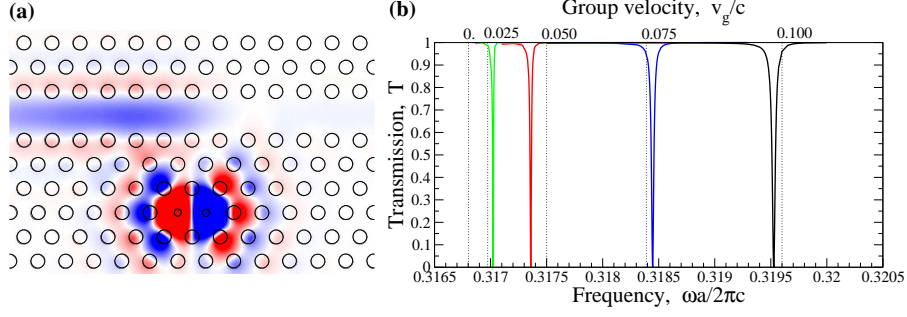 (a)
(b)
Group velocity, v_g/c
0. 0.025 0.050 0.075 0.100
Transmission, T
1
0.9
0.8
0.7
0.6
0.5
0.4
0.3
0.2
0.1
0
0.3165 0.317 0.3175 0.318 0.3185 0.319 0.3195 0.32 0.3205
Frequency, ωa/2πc